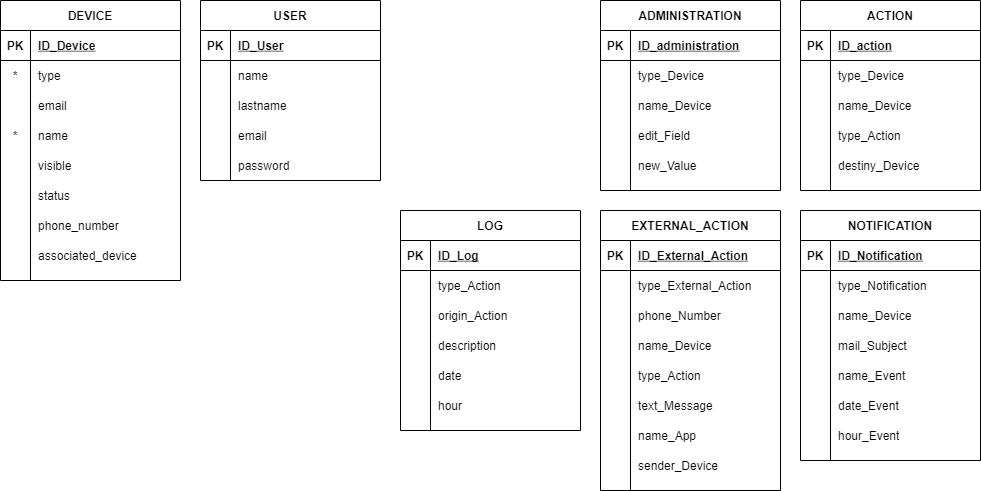 DEVICE
PK ID_Device
* type
email
* name
visible
status
phone_number
associated_device
USER
PK ID_User
name
lastname
email
password
ADMINISTRATION
PK ID_administration
type_Device
name_Device
edit_Field
new_Value
ACTION
PK ID_action
type_Device
name_Device
type_Action
destiny_Device
LOG
PK ID_Log
type_Action
origin_Action
description
date
hour
EXTERNAL_ACTION
PK ID_External_Action
type_External_Action
phone_Number
name_Device
type_Action
text_Message
name_App
sender_Device
NOTIFICATION
PK ID_Notification
type_Notification
name_Device
mail_Subject
name_Event
date_Event
hour_Event